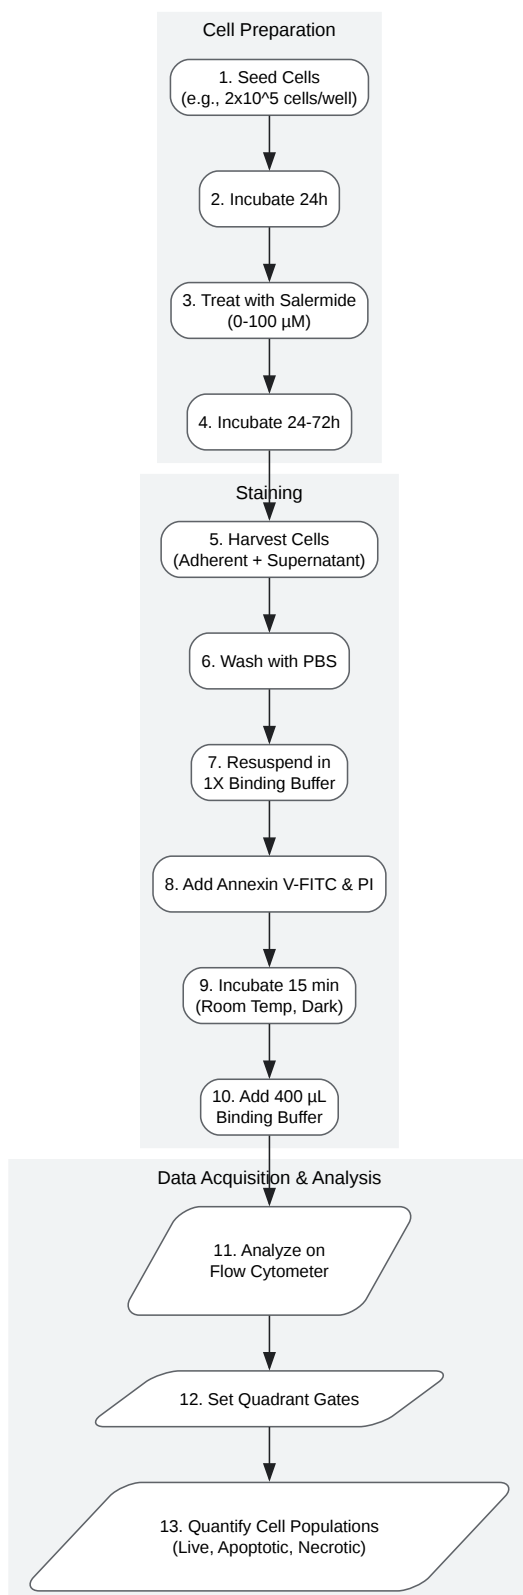 Cell Preparation
1. Seed Cells
(e.g., 2x10^5 cells/well)
2. Incubate 24h
3. Treat with Salermide
(0-100 µM)
4. Incubate 24-72h
Staining
5. Harvest Cells
(Adherent + Supernatant)
6. Wash with PBS
7. Resuspend in
1X Binding Buffer
8. Add Annexin V-FITC & PI
9. Incubate 15 min
(Room Temp, Dark)
10. Add 400 µL
Binding Buffer
Data Acquisition & Analysis
11. Analyze on
Flow Cytometer
12. Set Quadrant Gates
13. Quantify Cell Populations
(Live, Apoptotic, Necrotic)